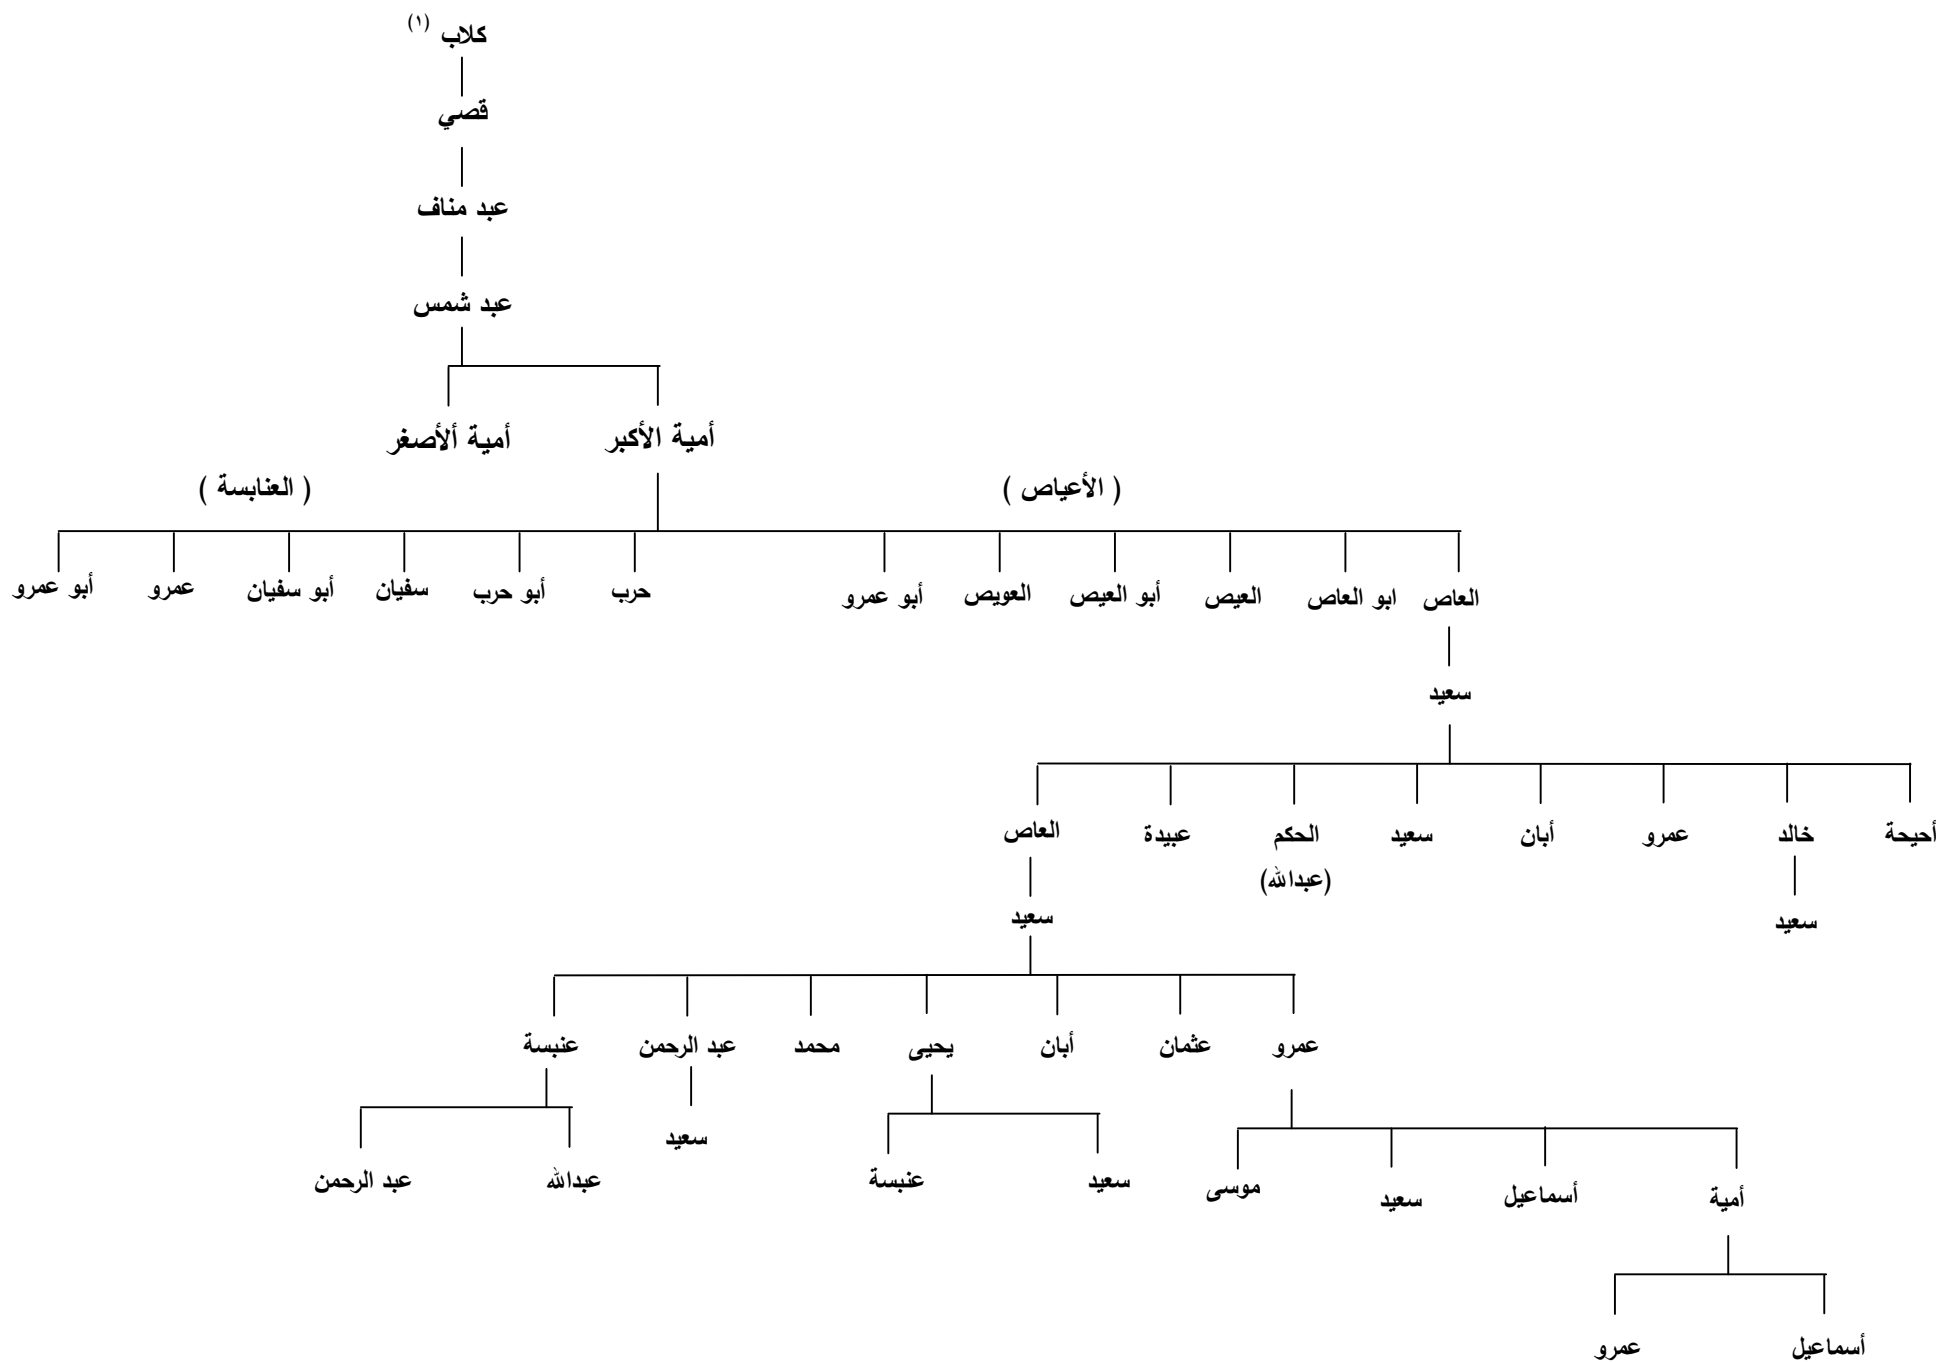 كلاب (١)
قصي
عبد مناف
عبد شمس
أمية الأكبر أمية ألأصغر
( الأعياص ) ( العنابسة )
العاص ابو العاص العيص أبو العيص العويص أبو عمرو حرب أبو حرب سفيان أبو سفيان عمرو أبو عمرو
سعيد
أحيحة خالد عمرو أبان سعيد الحكم عبيدة العاص
(عبدالله)
سعيد سعيد
عمرو عثمان أبان يحيى محمد عبد الرحمن عنبسة
سعيد
أمية أسماعيل سعيد موسى سعيد عنبسة عبدالله عبد الرحمن
أسماعيل عمرو